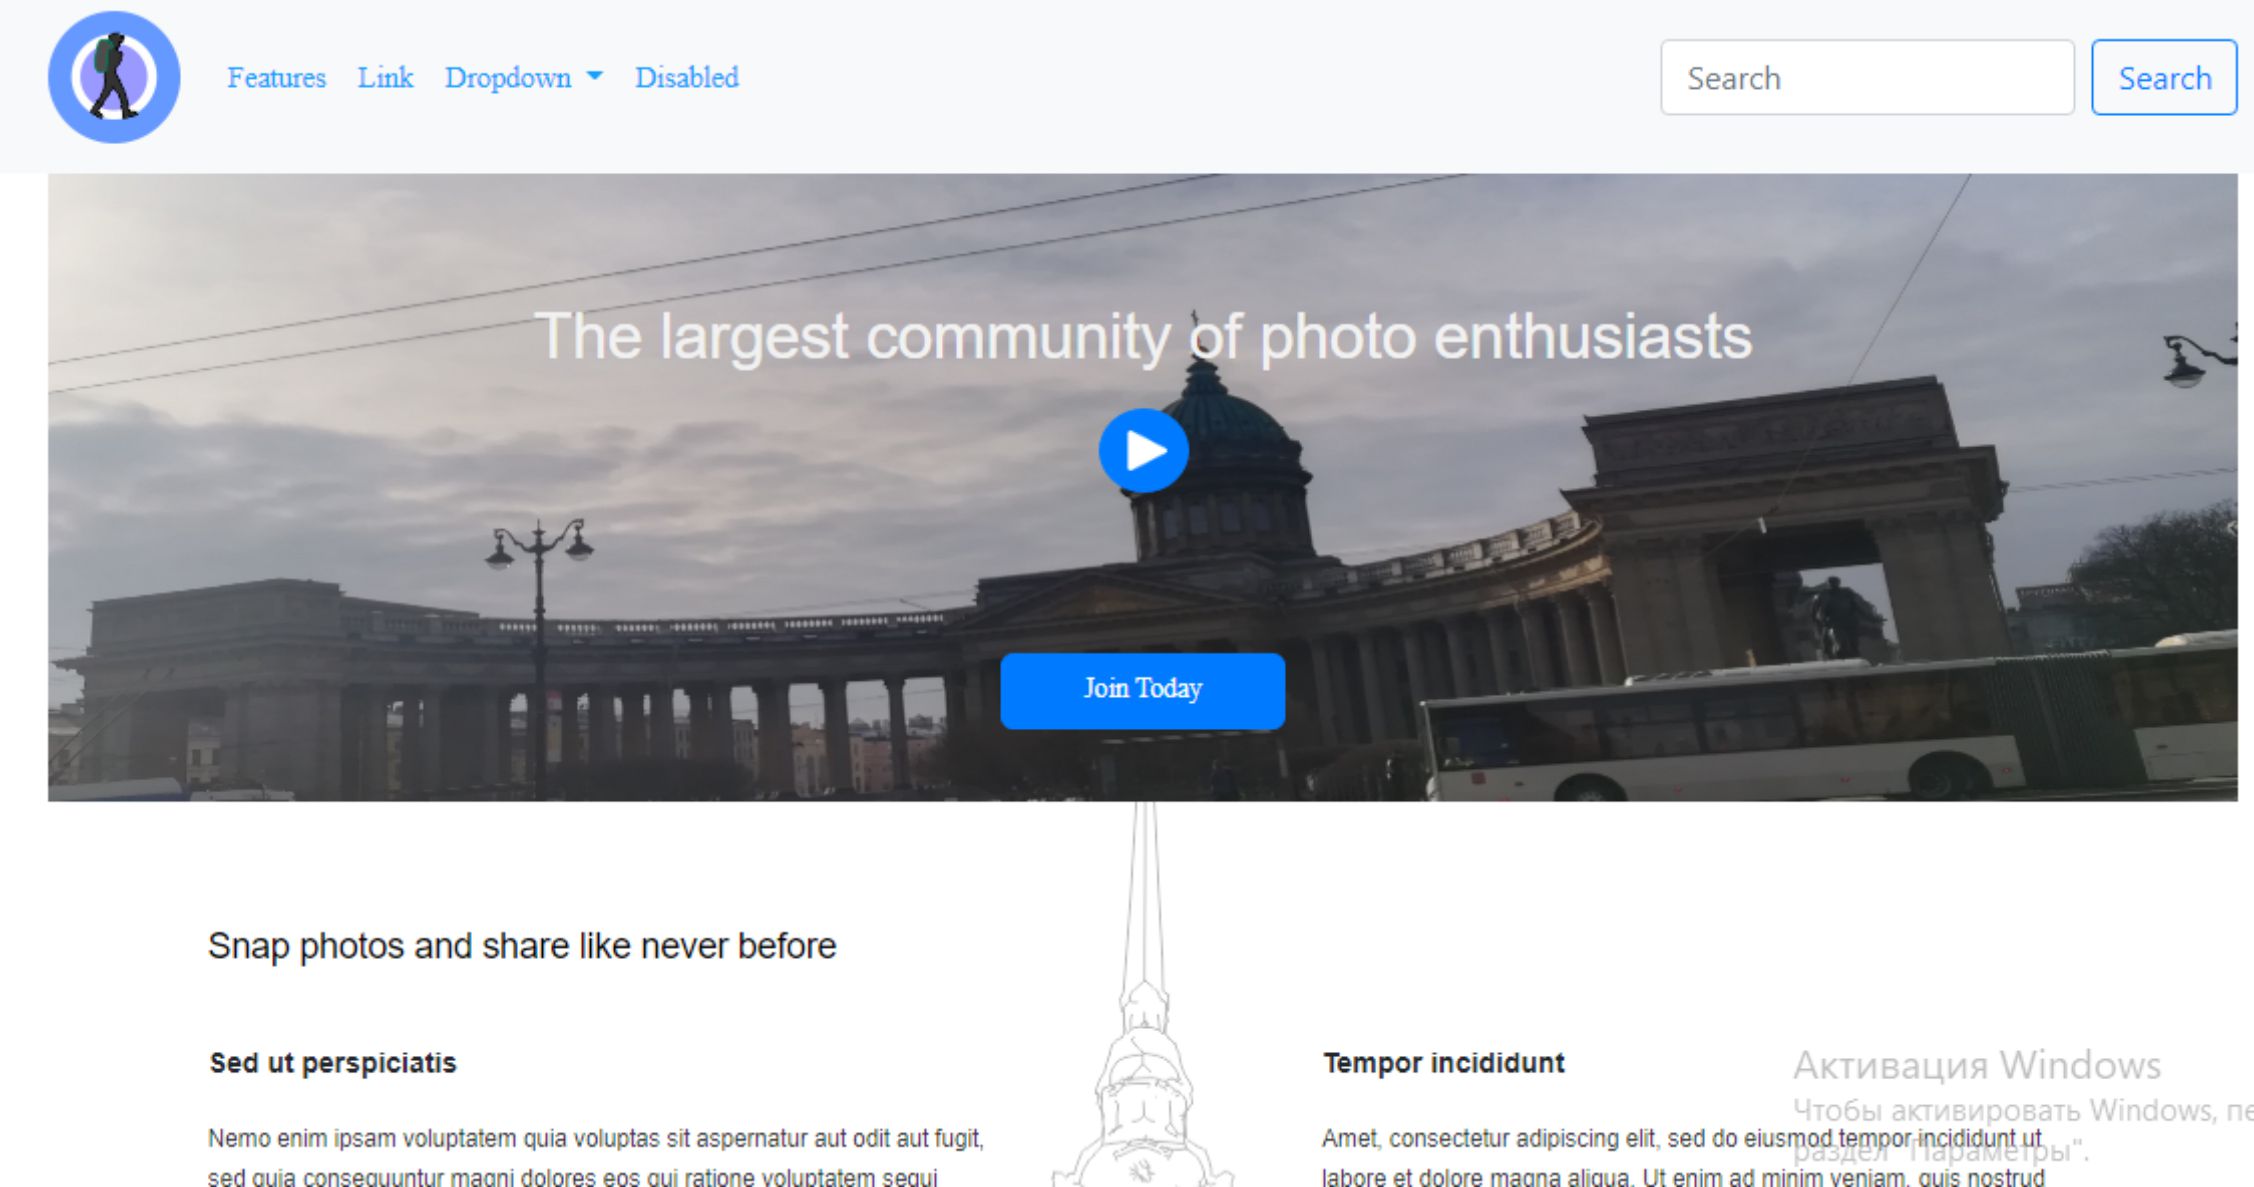 Features Link Dropdown Disabled
Search
Search
The largest community of photo enthusiasts
Join Today
Snap photos and share like never before
Sed ut perspiciatis
Nemo enim ipsam voluptatem quia voluptas sit aspernatur aut odit aut fugit,
sed quia consequuntur magni dolores eos qui ratione voluptatem sequi
Tempor incididunt
Amet, consectetur adipiscing elit, sed do eiusmod tempor incididunt ut
labore et dolore magna aliqua. Ut enim ad minim veniam, quis nostrud
Активация Windows
Чтобы активировать Windows, пе
раздел "Параметры".